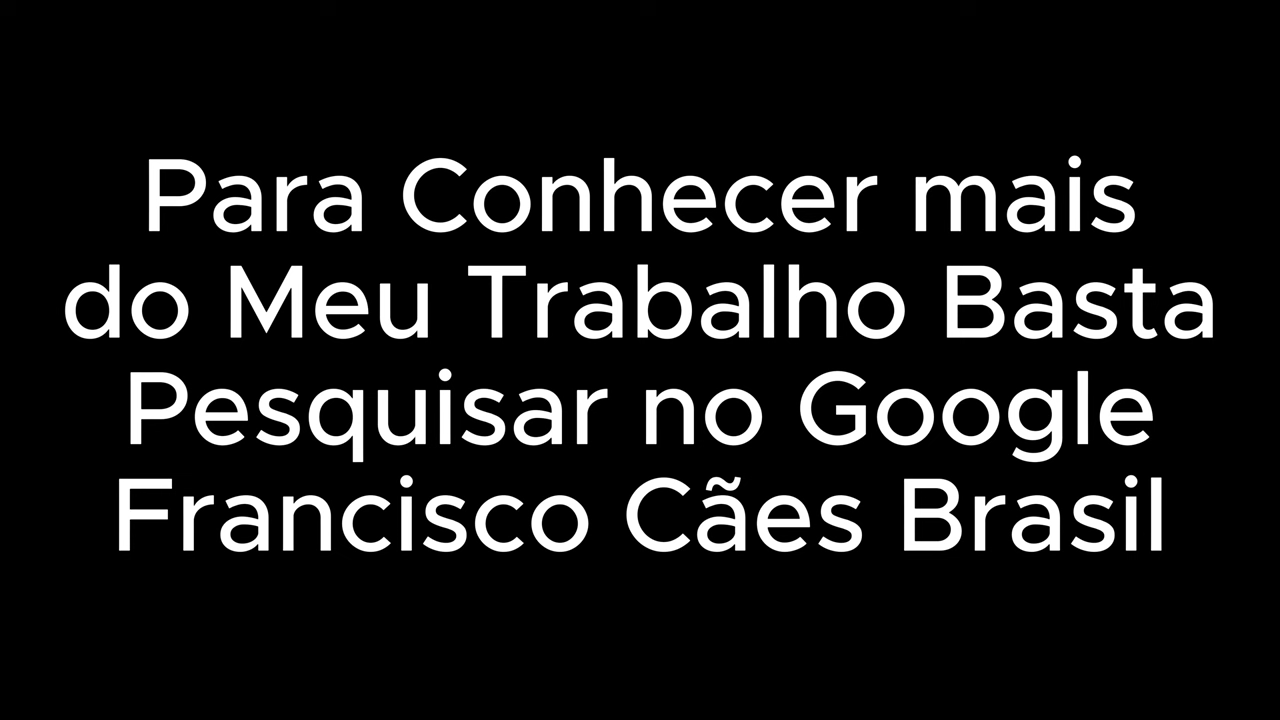 Para Conhecer mais
do Meu Trabalho Basta
Pesquisar no Google
Francisco Cães Brasil